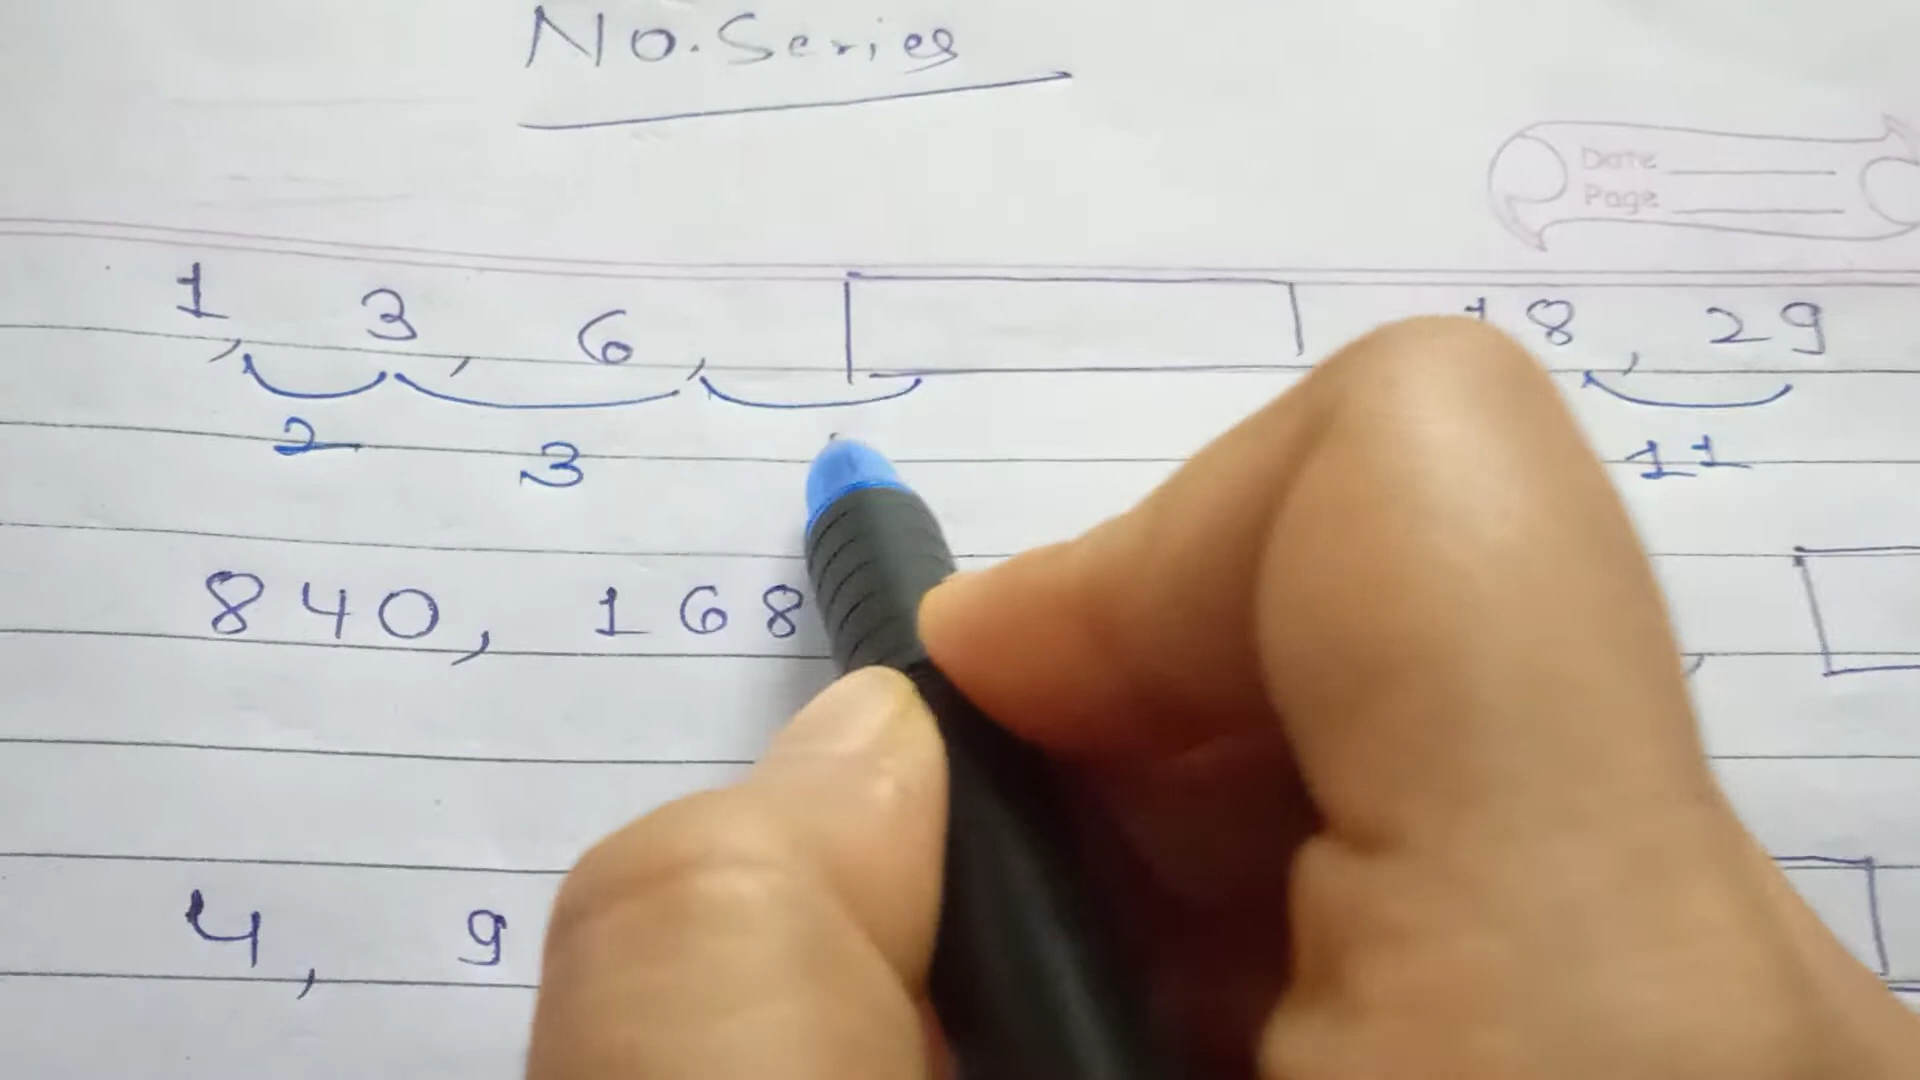 No. Series
Date
Page
1, 3, 6, 18, 29
2 3 11
840, 168
,
4, 9